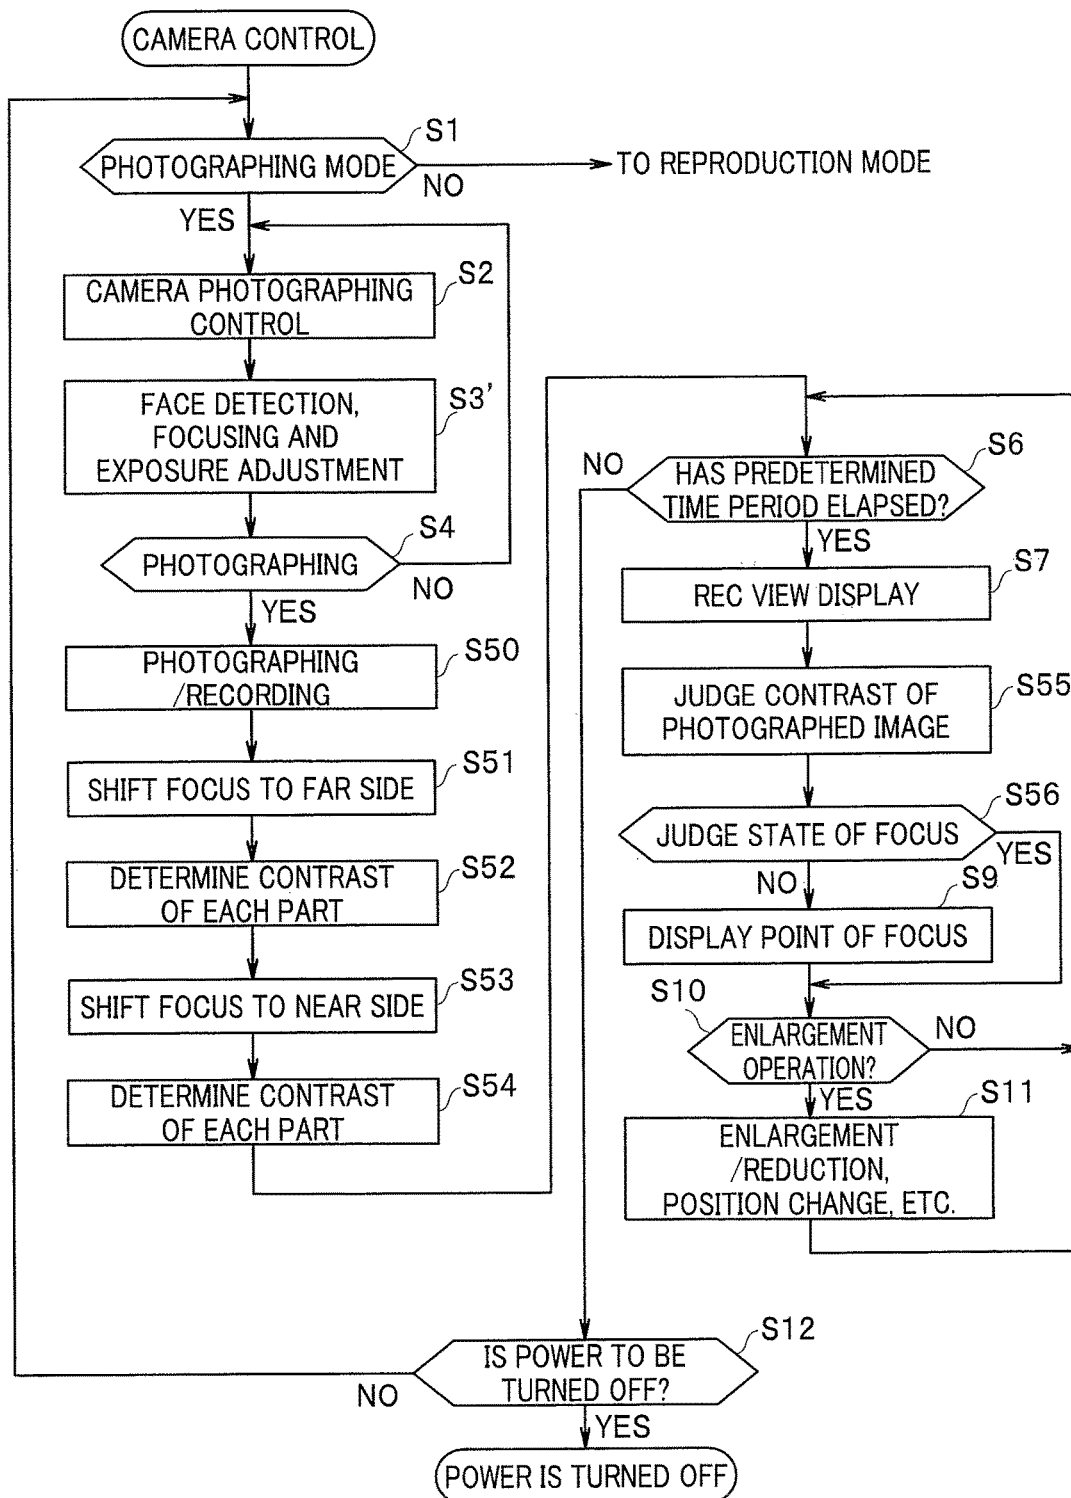 CAMERA CONTROL
S1
PHOTOGRAPHING MODE
NO
TO REPRODUCTION MODE
YES
S2
CAMERA PHOTOGRAPHING
CONTROL
S3'
FACE DETECTION,
FOCUSING AND
EXPOSURE ADJUSTMENT
S4
PHOTOGRAPHING
NO
YES
S50
PHOTOGRAPHING
/RECORDING
S51
SHIFT FOCUS TO FAR SIDE
S52
DETERMINE CONTRAST
OF EACH PART
S53
SHIFT FOCUS TO NEAR SIDE
S54
DETERMINE CONTRAST
OF EACH PART
S6
NO
HAS PREDETERMINED
TIME PERIOD ELAPSED?
YES
S7
REC VIEW DISPLAY
S55
JUDGE CONTRAST OF
PHOTOGRAPHED IMAGE
S56
JUDGE STATE OF FOCUS
YES
NO
S9
DISPLAY POINT OF FOCUS
S10
ENLARGEMENT
OPERATION?
NO
YES
S11
ENLARGEMENT
/REDUCTION,
POSITION CHANGE, ETC.
S12
IS POWER TO BE
TURNED OFF?
NO
YES
POWER IS TURNED OFF